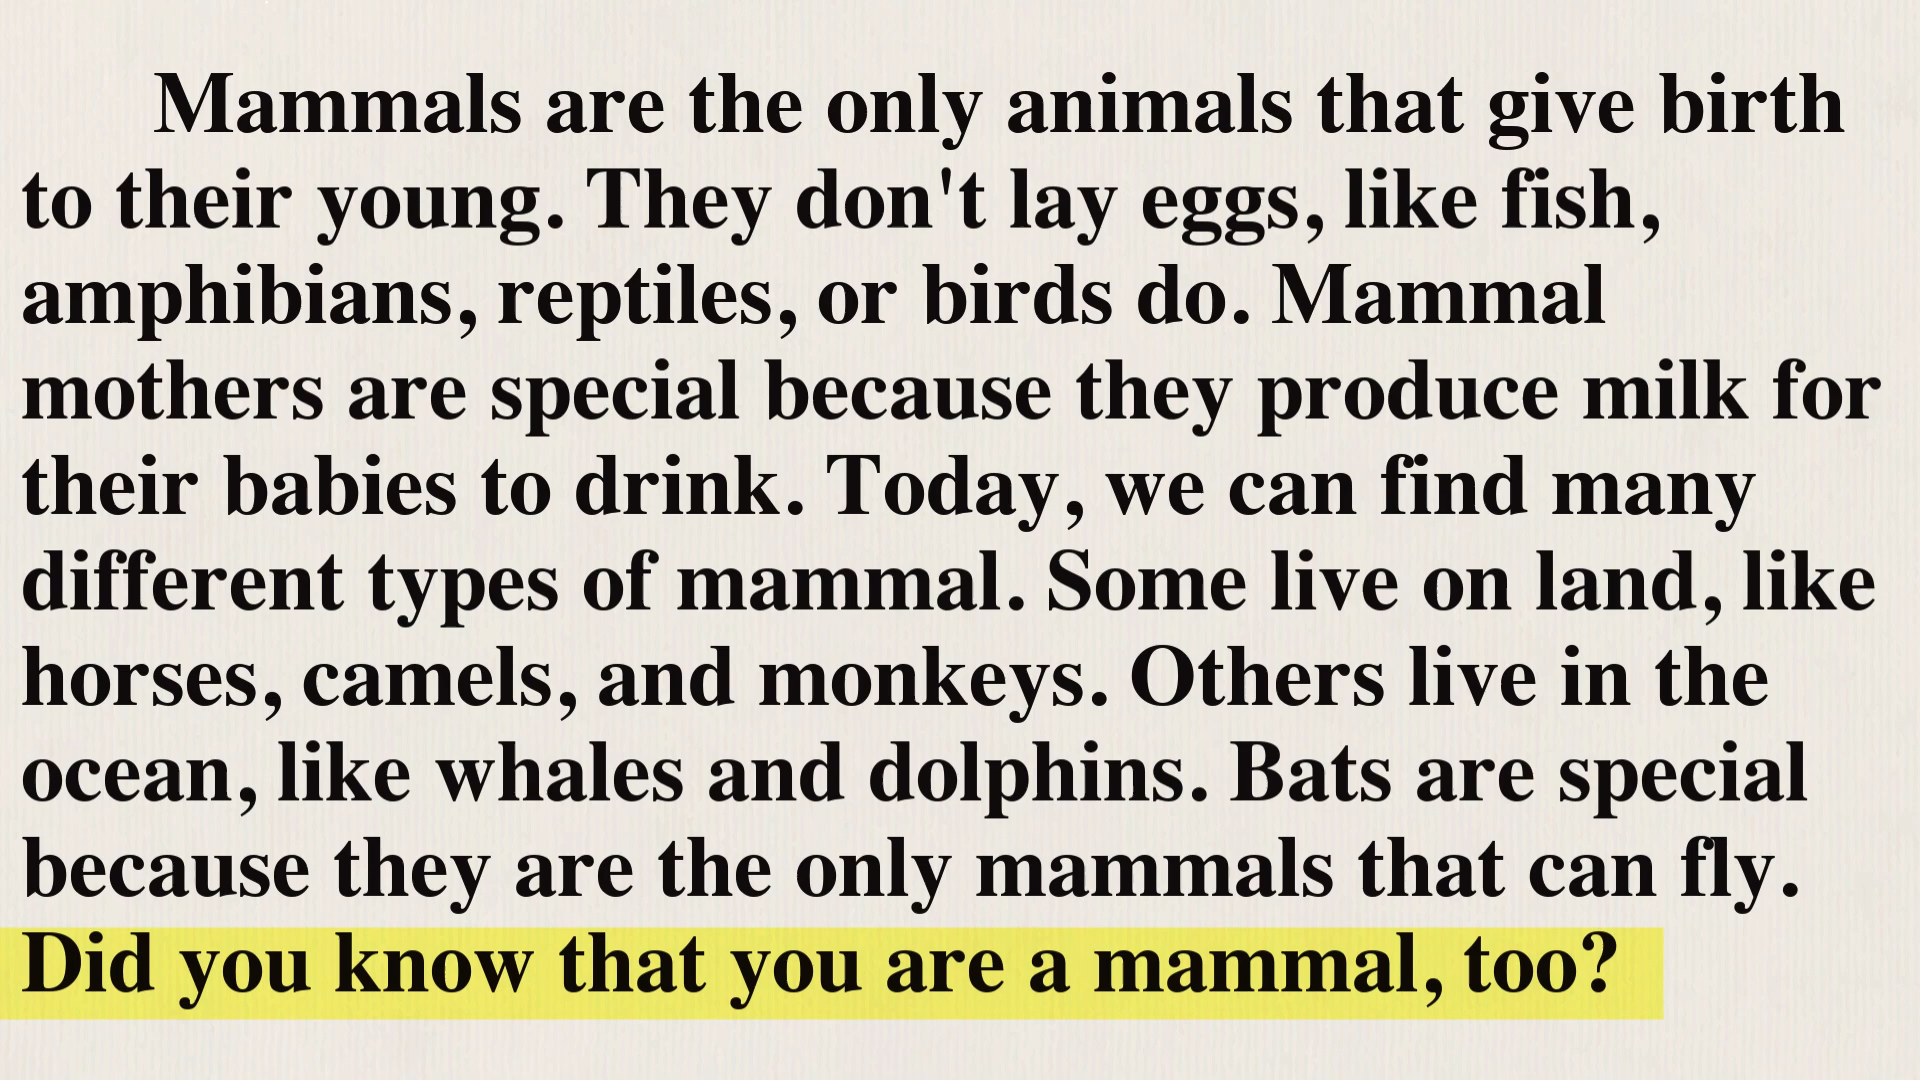 Mammals are the only animals that give birth
to their young. They don't lay eggs, like fish,
amphibians, reptiles, or birds do. Mammal
mothers are special because they produce milk for
their babies to drink. Today, we can find many
different types of mammal. Some live on land, like
horses, camels, and monkeys. Others live in the
ocean, like whales and dolphins. Bats are special
because they are the only mammals that can fly.
Did you know that you are a mammal, too?